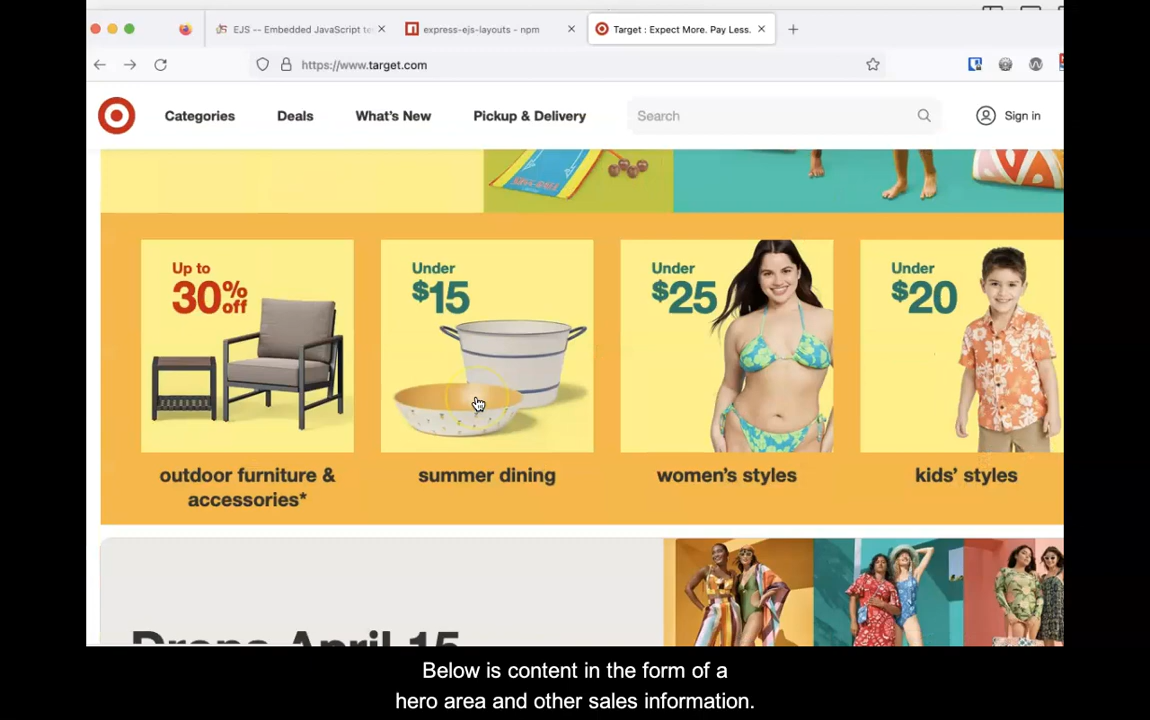 EJS -- Embedded JavaScript te
express-ejs-layouts - npm
Target : Expect More. Pay Less.
https://www.target.com
Categories
Deals
What's New
Pickup & Delivery
Search
Sign in
Up to
30% off
Under
$15
Under
$25
Under
$20
outdoor furniture &
accessories*
summer dining
women's styles
kids' styles
Drops April 15
Below is content in the form of a
hero area and other sales information.